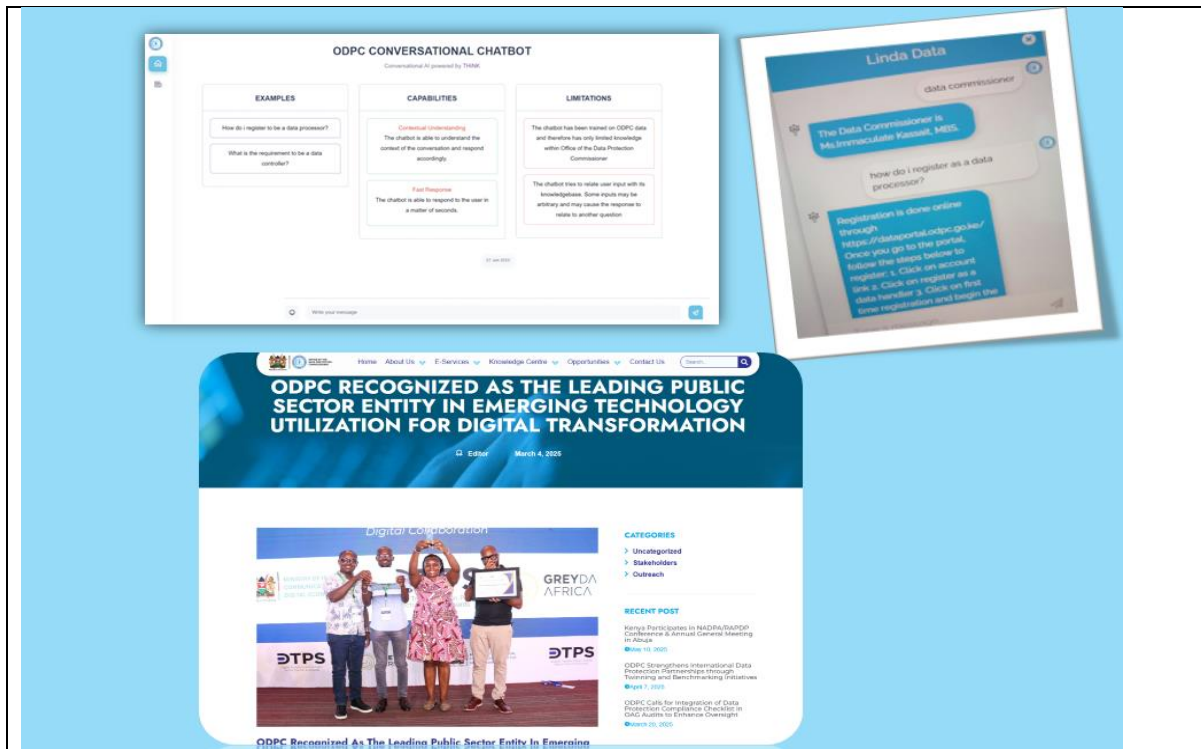 ODPC CONVERSATIONAL CHATBOT
Conversational AI powered by THINK
EXAMPLES
How do i register to be a data processor?
What is the requirement to be a data
controller?
CAPABILITIES
Contextual Understanding
The chatbot is able to understand the
context of the conversation and respond
accordingly.
Fast Response
The chatbot is able to respond to the user in
a matter of seconds.
LIMITATIONS
The chatbot has been trained on ODPC data
and therefore has only limited knowledge
within Office of the Data Protection
Commissioner
The chatbot tries to relate user input with its
knowledgebase. Some inputs may be
arbitrary and may cause the response to
relate to another question
Write your message
Linda Data
data commissioner
The Data Commissioner is
Ms.Immaculate Kassait, MBS.
how do i register as a data
processor?
Registration is done online
through
https://dataportal.odpc.go.ke/
Once you go to the portal,
follow the steps below to
register: 1. Click on account
link 2. Click on register as a
data handler 3. Click on first
time registration and begin the
Home About Us E-Services Knowledge Centre Opportunities Contact Us Search...
ODPC RECOGNIZED AS THE LEADING PUBLIC
SECTOR ENTITY IN EMERGING TECHNOLOGY
UTILIZATION FOR DIGITAL TRANSFORMATION
Editor March 4, 2025
Digital Collaboration
GREYDA
AFRICA
DTPS
DTPS
CATEGORIES
Uncategorized
Stakeholders
Outreach
RECENT POST
Kenya Participates in NADPA/RAPDP
Conference & Annual General Meeting
in Abuja
May 10, 2025
ODPC Strengthens International Data
Protection Partnerships through
Twinning and Benchmarking Initiatives
April 7, 2025
ODPC Calls for Integration of Data
Protection Compliance Checklist in
OAG Audits to Enhance Oversight
ODPC Recognized As The Leading Public Sector Entity In Emerging